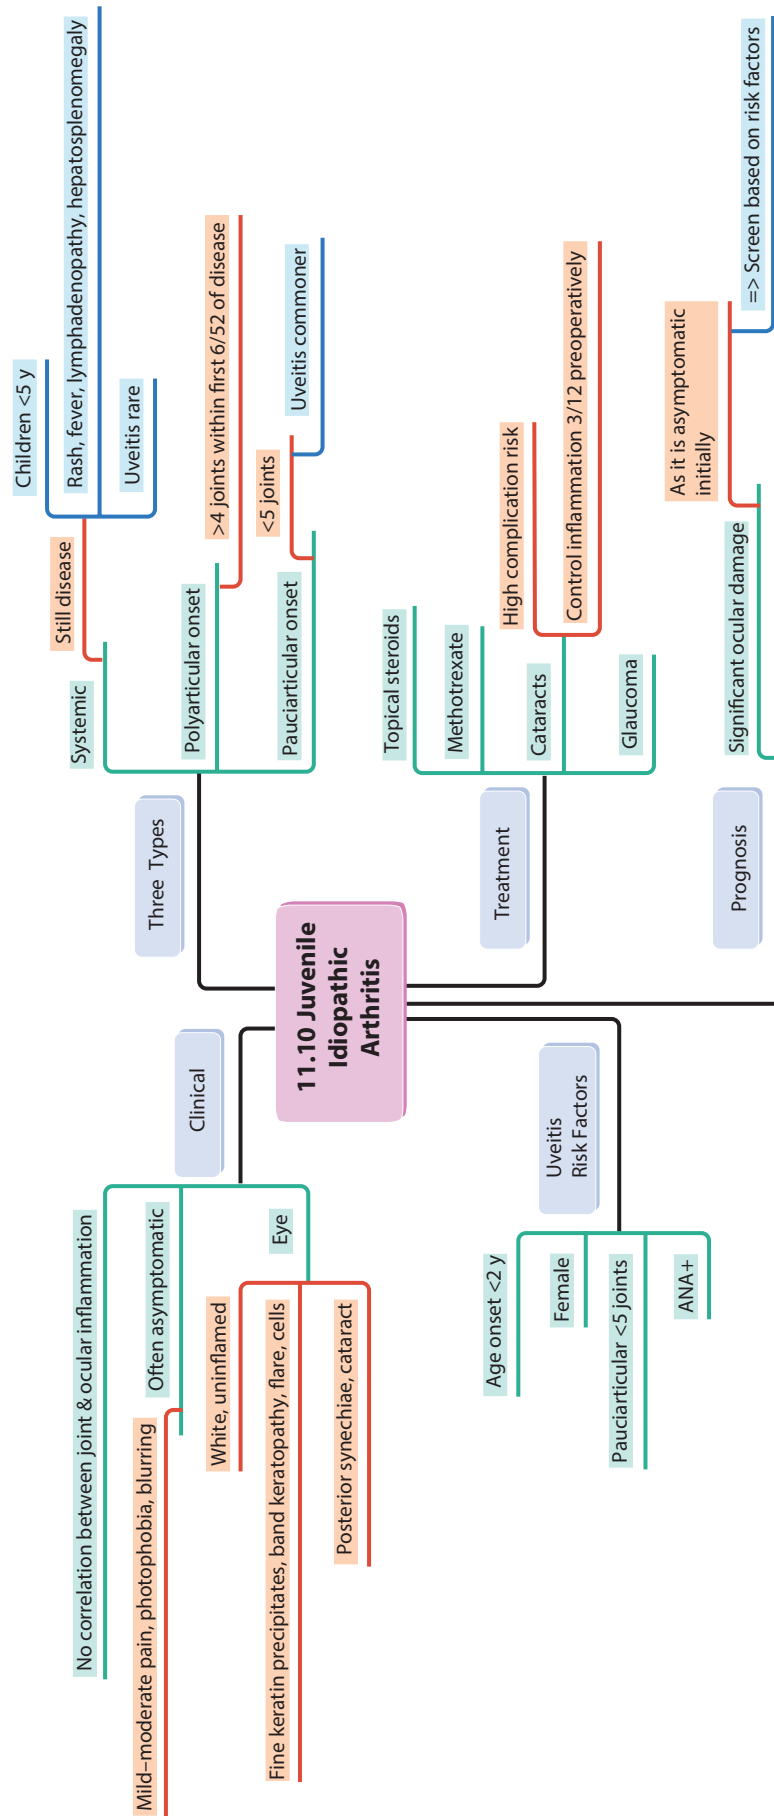 11.10 Juvenile
Idiopathic
Arthritis
Clinical
No correlation between joint & ocular inflammation
Often asymptomatic
Mild–moderate pain, photophobia, blurring
Eye
White, uninflamed
Fine keratin precipitates, band keratopathy, flare, cells
Posterior synechiae, cataract
Uveitis
Risk Factors
Age onset <2 y
Female
Pauciarticular <5 joints
ANA+
Three Types
Systemic
Still disease
Children <5 y
Rash, fever, lymphadenopathy, hepatosplenomegaly
Uveitis rare
Polyarticular onset
>4 joints within first 6/52 of disease
Pauciarticular onset
<5 joints
Uveitis commoner
Treatment
Topical steroids
Methotrexate
Cataracts
High complication risk
Control inflammation 3/12 preoperatively
Glaucoma
Prognosis
Significant ocular damage
As it is asymptomatic
initially
=> Screen based on risk factors